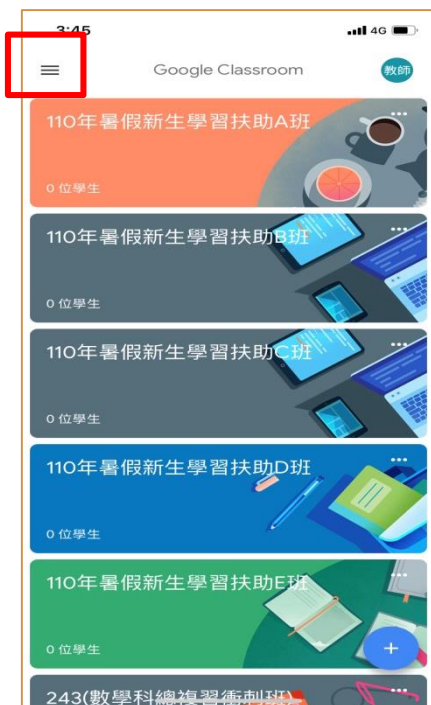 3:45 4G
Google Classroom 教師
110年暑假新生學習扶助A班
0 位學生
110年暑假新生學習扶助B班
0 位學生
110年暑假新生學習扶助C班
0 位學生
110年暑假新生學習扶助D班
0 位學生
110年暑假新生學習扶助E班
0 位學生
243(數學科總複習衝刺班)